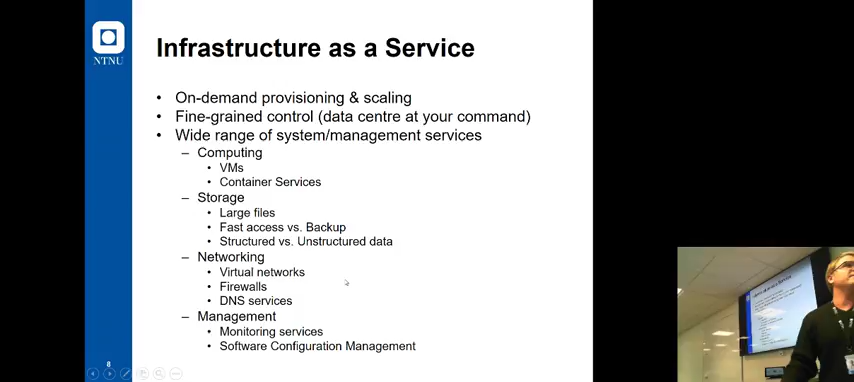 NTNU
Infrastructure as a Service
• On-demand provisioning & scaling
• Fine-grained control (data centre at your command)
• Wide range of system/management services
– Computing
• VMs
• Container Services
– Storage
• Large files
• Fast access vs. Backup
• Structured vs. Unstructured data
– Networking
• Virtual networks
• Firewalls
• DNS services
– Management
• Monitoring services
• Software Configuration Management
8